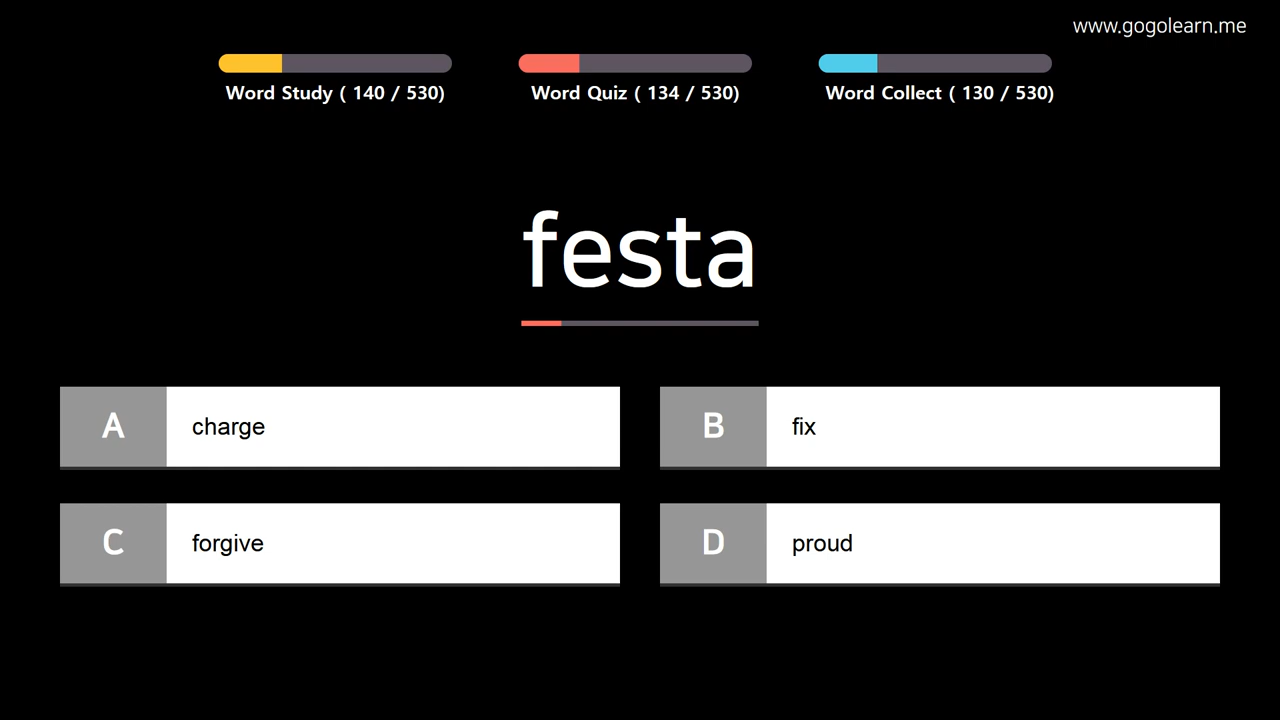 www.gogolearn.me
Word Study ( 140 / 530)
Word Quiz ( 134 / 530)
Word Collect ( 130 / 530)
festa
A charge
B fix
C forgive
D proud